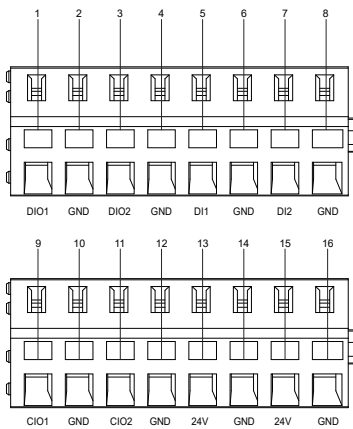 1 2 3 4 5 6 7 8
DIO1 GND DIO2 GND DI1 GND DI2 GND
9 10 11 12 13 14 15 16
CIO1 GND CIO2 GND 24V GND 24V GND